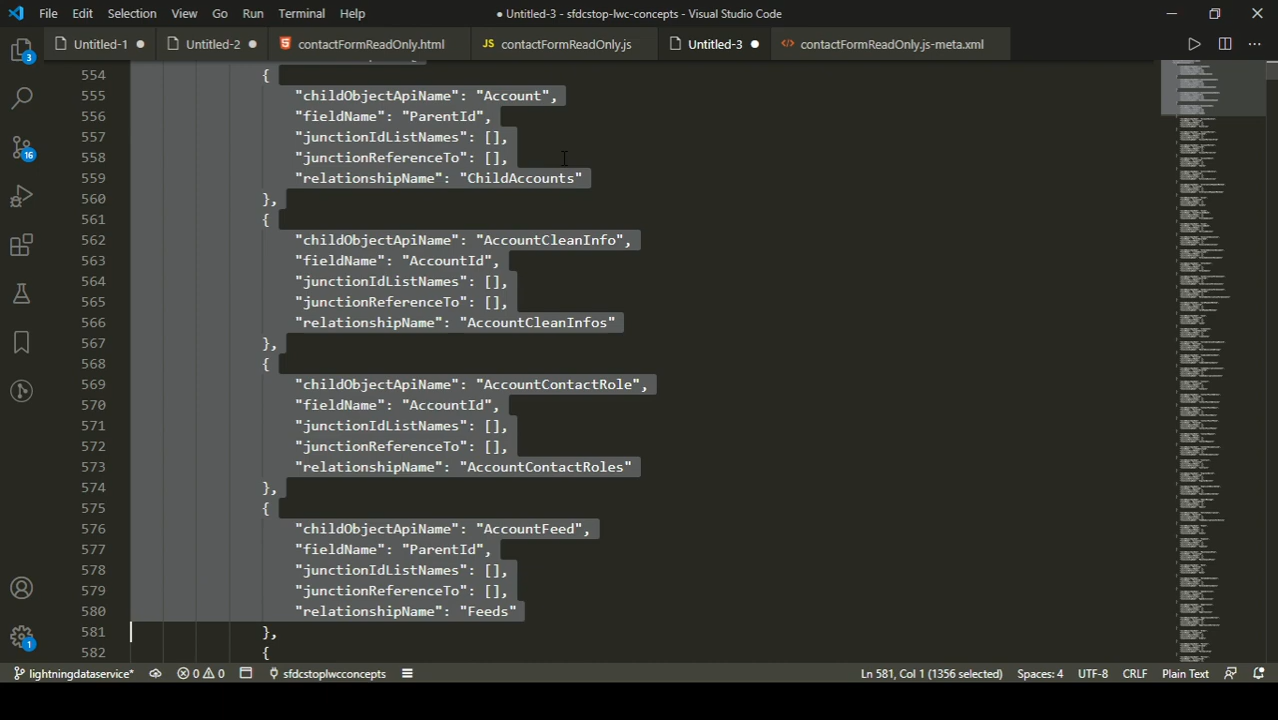 File Edit Selection View Go Run Terminal Help
● Untitled-3 - sfdcstop-lwc-concepts - Visual Studio Code
Untitled-1 ● Untitled-2 ● contactFormReadOnly.html JS contactFormReadOnly.js Untitled-3 ● contactFormReadOnly.js-meta.xml
3
16
1
554 {
555 "childObjectApiName": "Account",
556 "fieldName": "ParentId",
557 "junctionIdListNames": [],
558 "junctionReferenceTo": [],
559 "relationshipName": "ChildAccounts"
560 },
561 {
562 "childObjectApiName": "AccountCleanInfo",
563 "fieldName": "AccountId",
564 "junctionIdListNames": [],
565 "junctionReferenceTo": [],
566 "relationshipName": "AccountCleanInfos"
567 },
568 {
569 "childObjectApiName": "AccountContactRole",
570 "fieldName": "AccountId",
571 "junctionIdListNames": [],
572 "junctionReferenceTo": [],
573 "relationshipName": "AccountContactRoles"
574 },
575 {
576 "childObjectApiName": "AccountFeed",
577 "fieldName": "ParentId",
578 "junctionIdListNames": [],
579 "junctionReferenceTo": [],
580 "relationshipName": "Feeds"
581 },
582 {
lightningdataservice* 0 0 sfdcstoplwcconcepts Ln 581, Col 1 (1356 selected) Spaces: 4 UTF-8 CRLF Plain Text